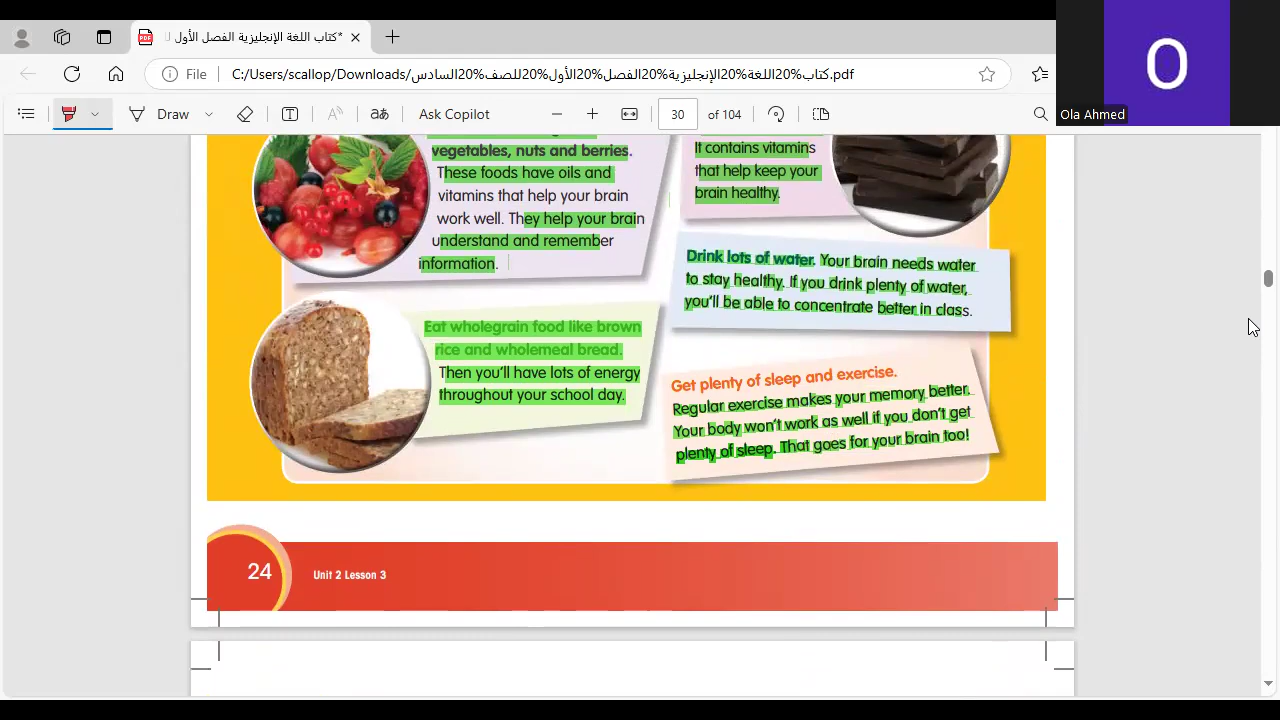 *كتاب اللغة الإنجليزية الفصل الأول
File
C:/Users/scallop/Downloads/كتاب%20اللغة%20الإنجليزية%20الفصل%20الأول%20للصف%20السادس.pdf
Draw
Ask Copilot
30 of 104
Ola Ahmed
O
vegetables, nuts and berries.
These foods have oils and
vitamins that help your brain
work well. They help your brain
understand and remember
information.
It contains vitamins
that help keep your
brain healthy.
Drink lots of water. Your brain needs water
to stay healthy. If you drink plenty of water,
you'll be able to concentrate better in class.
Eat wholegrain food like brown
rice and wholemeal bread.
Then you'll have lots of energy
throughout your school day.
Get plenty of sleep and exercise.
Regular exercise makes your memory better.
Your body won't work as well if you don't get
plenty of sleep. That goes for your brain too!
24
Unit 2 Lesson 3